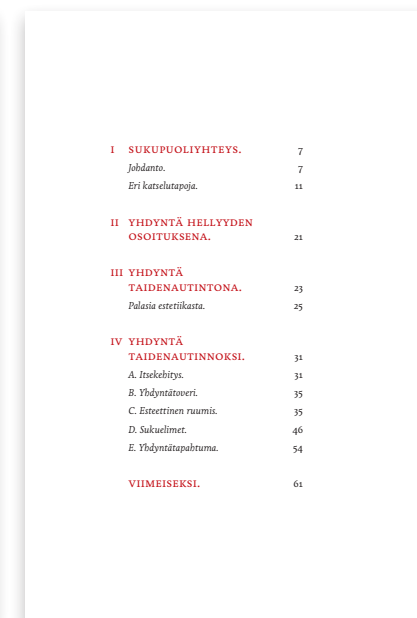 I SUKUPUOLIYHTEYS. 7
Johdanto. 7
Eri katselutapoja. 11
II YHDYNTÄ HELLYYDEN
OSOITUKSENA. 21
III YHDYNTÄ
TAIDENAUTINTONA. 23
Palasia estetiikasta. 25
IV YHDYNTÄ
TAIDENAUTINNOKSI. 31
A. Itsekehitys. 31
B. Yhdyntätoveri. 35
C. Esteettinen ruumis. 35
D. Sukuelimet. 46
E. Yhdyntätapahtuma. 54
VIIMEISEKSI. 61